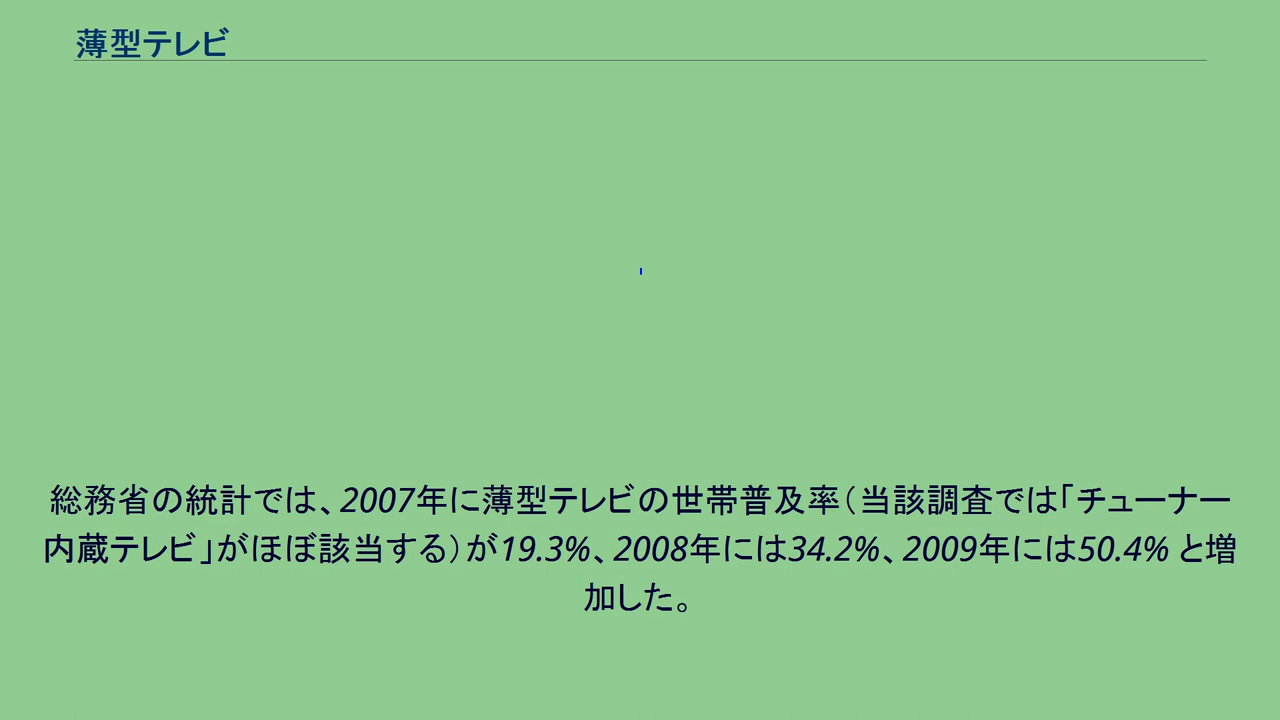 薄型テレビ
総務省の統計では、2007年に薄型テレビの世帯普及率（当該調査では「チューナー
内蔵テレビ」がほぼ該当する）が19.3%、2008年には34.2%、2009年には50.4% と増
加した。